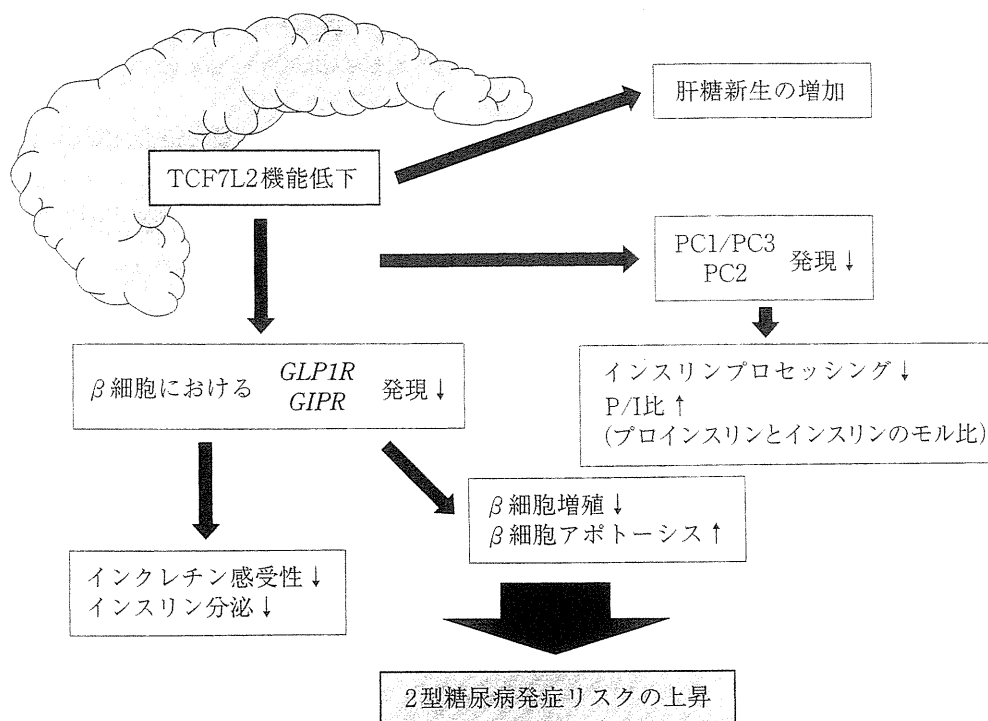 肝糖新生の増加
TCF7L2機能低下
PC1/PC3
PC2
発現↓
β細胞における
GLP1R
GIPR
発現↓
インスリンプロセッシング↓
P/I比↑
(プロインスリンとインスリンのモル比)
β細胞増殖↓
β細胞アポトーシス↑
インクレチン感受性↓
インスリン分泌↓
2型糖尿病発症リスクの上昇